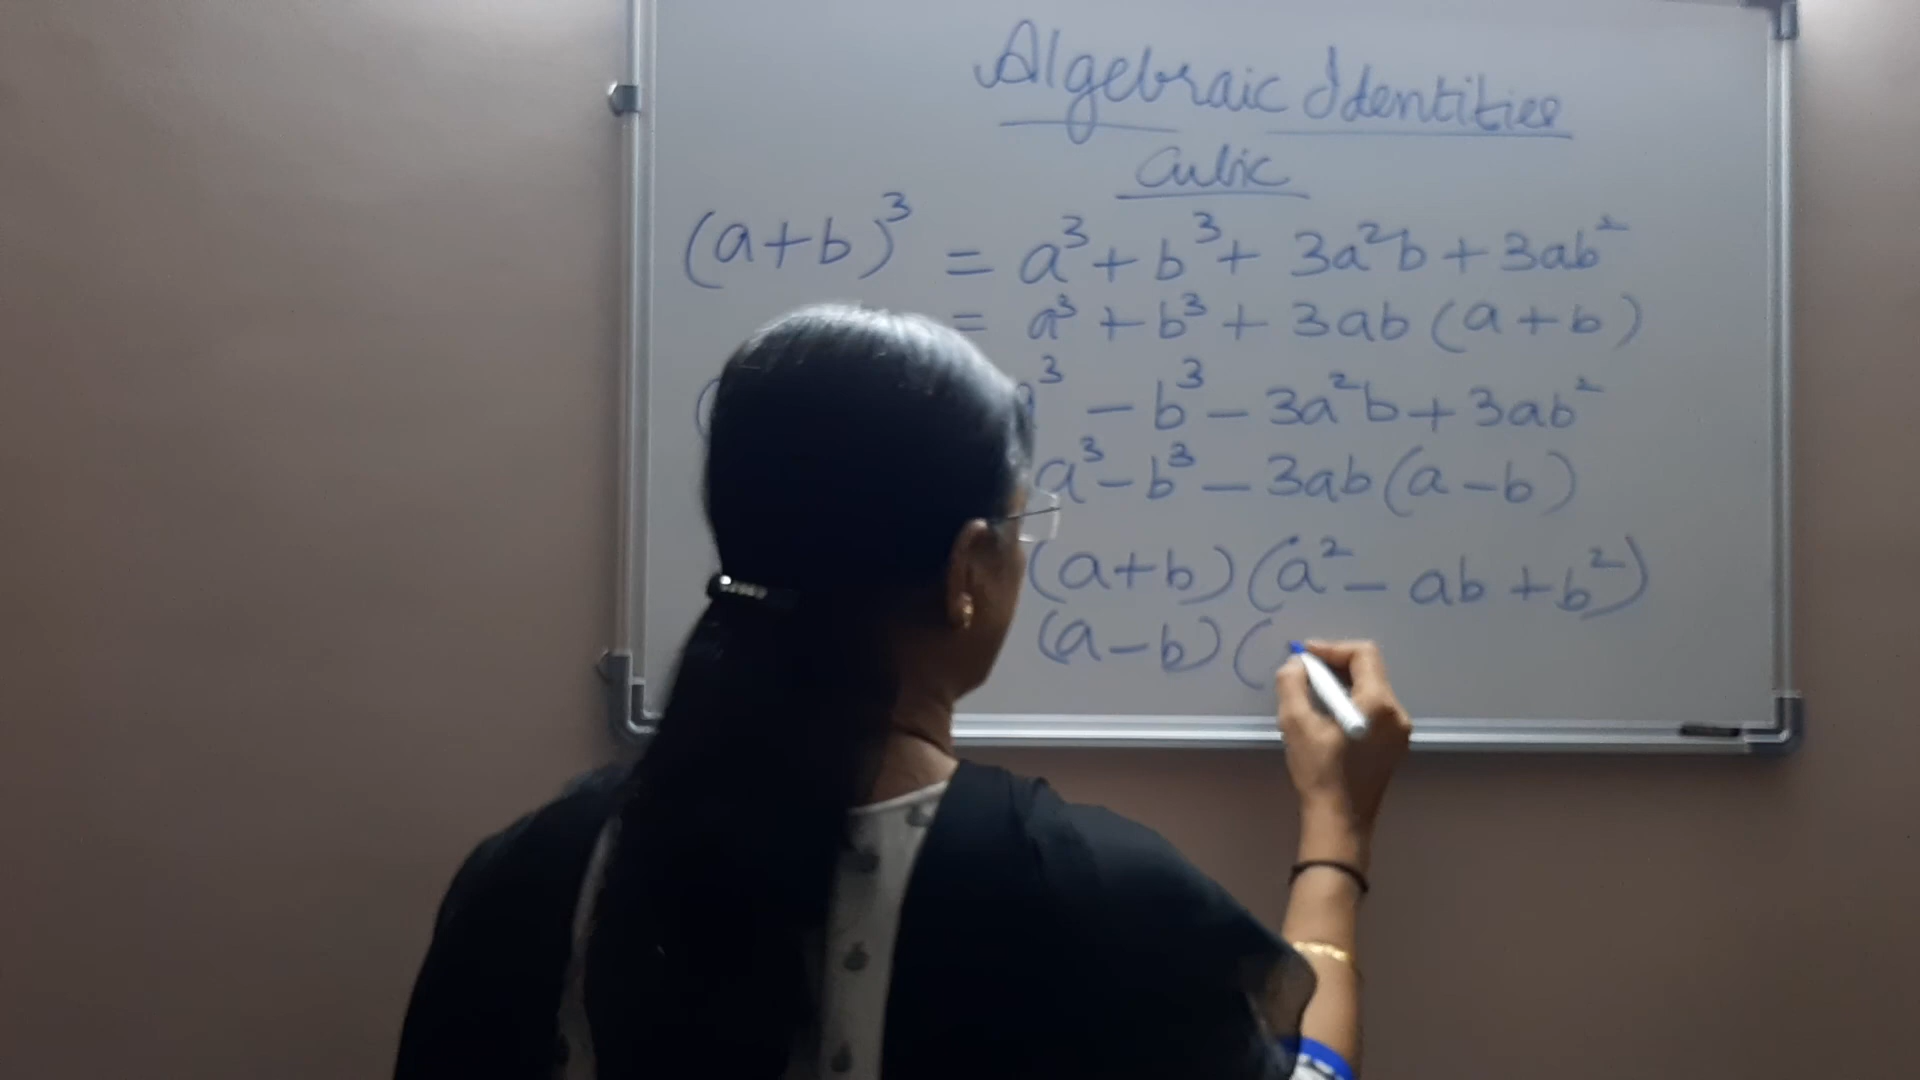 Algebraic Identities
Cubic
(a+b)³ = a³ + b³ + 3a²b + 3ab²
= a³ + b³ + 3ab (a + b)
³ – b³ – 3a²b + 3ab²
a³ – b³ – 3ab (a – b)
(a+b) (a² – ab + b²)
(a–b) (